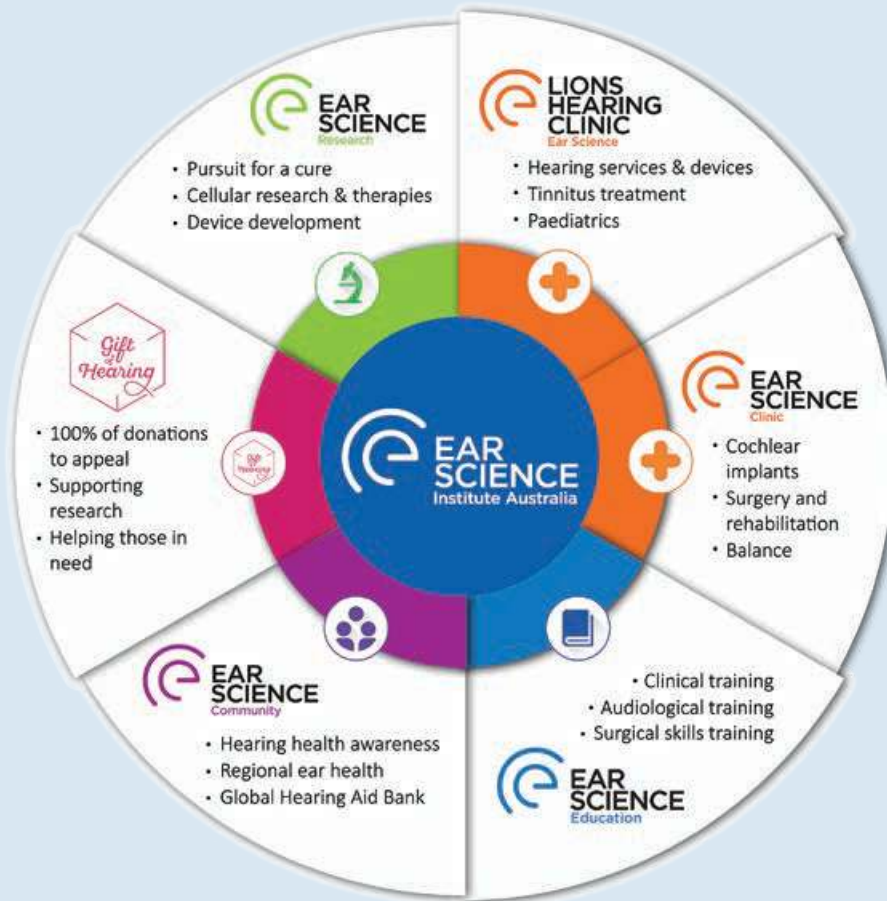 EAR
SCIENCE
Research
• Pursuit for a cure
• Cellular research & therapies
• Device development
LIONS
HEARING
CLINIC
Ear Science
• Hearing services & devices
• Tinnitus treatment
• Paediatrics
Gift
of
Hearing
• 100% of donations
to appeal
• Supporting
research
• Helping those in
need
Gift
of
Hearing
EAR
SCIENCE
Institute Australia
EAR
SCIENCE
Clinic
• Cochlear
implants
• Surgery and
rehabilitation
• Balance
EAR
SCIENCE
Community
• Hearing health awareness
• Regional ear health
• Global Hearing Aid Bank
• Clinical training
• Audiological training
• Surgical skills training
EAR
SCIENCE
Education